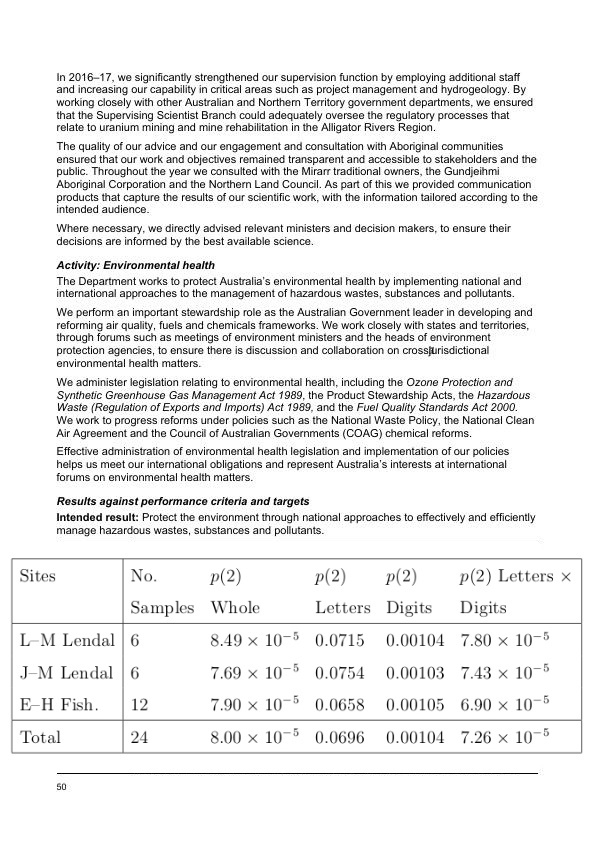 In 2016–17, we significantly strengthened our supervision function by employing additional staff
and increasing our capability in critical areas such as project management and hydrogeology. By
working closely with other Australian and Northern Territory government departments, we ensured
that the Supervising Scientist Branch could adequately oversee the regulatory processes that
relate to uranium mining and mine rehabilitation in the Alligator Rivers Region.
The quality of our advice and our engagement and consultation with Aboriginal communities
ensured that our work and objectives remained transparent and accessible to stakeholders and the
public. Throughout the year we consulted with the Mirarr traditional owners, the Gundjeihmi
Aboriginal Corporation and the Northern Land Council. As part of this we provided communication
products that capture the results of our scientific work, with the information tailored according to the
intended audience.
Where necessary, we directly advised relevant ministers and decision makers, to ensure their
decisions are informed by the best available science.
Activity: Environmental health
The Department works to protect Australia’s environmental health by implementing national and
international approaches to the management of hazardous wastes, substances and pollutants.
We perform an important stewardship role as the Australian Government leader in developing and
reforming air quality, fuels and chemicals frameworks. We work closely with states and territories,
through forums such as meetings of environment ministers and the heads of environment
protection agencies, to ensure there is discussion and collaboration on cross-jurisdictional
environmental health matters.
We administer legislation relating to environmental health, including the Ozone Protection and
Synthetic Greenhouse Gas Management Act 1989, the Product Stewardship Acts, the Hazardous
Waste (Regulation of Exports and Imports) Act 1989, and the Fuel Quality Standards Act 2000.
We work to progress reforms under policies such as the National Waste Policy, the National Clean
Air Agreement and the Council of Australian Governments (COAG) chemical reforms.
Effective administration of environmental health legislation and implementation of our policies
helps us meet our international obligations and represent Australia’s interests at international
forums on environmental health matters.
Results against performance criteria and targets
Intended result: Protect the environment through national approaches to effectively and efficiently
manage hazardous wastes, substances and pollutants.
Sites No. p(2) p(2) p(2) p(2) Letters ×
Samples Whole Letters Digits Digits
L–M Lendal 6 8.49 × 10⁻⁵ 0.0715 0.00104 7.80 × 10⁻⁵
J–M Lendal 6 7.69 × 10⁻⁵ 0.0754 0.00103 7.43 × 10⁻⁵
E–H Fish. 12 7.90 × 10⁻⁵ 0.0658 0.00105 6.90 × 10⁻⁵
Total 24 8.00 × 10⁻⁵ 0.0696 0.00104 7.26 × 10⁻⁵
50